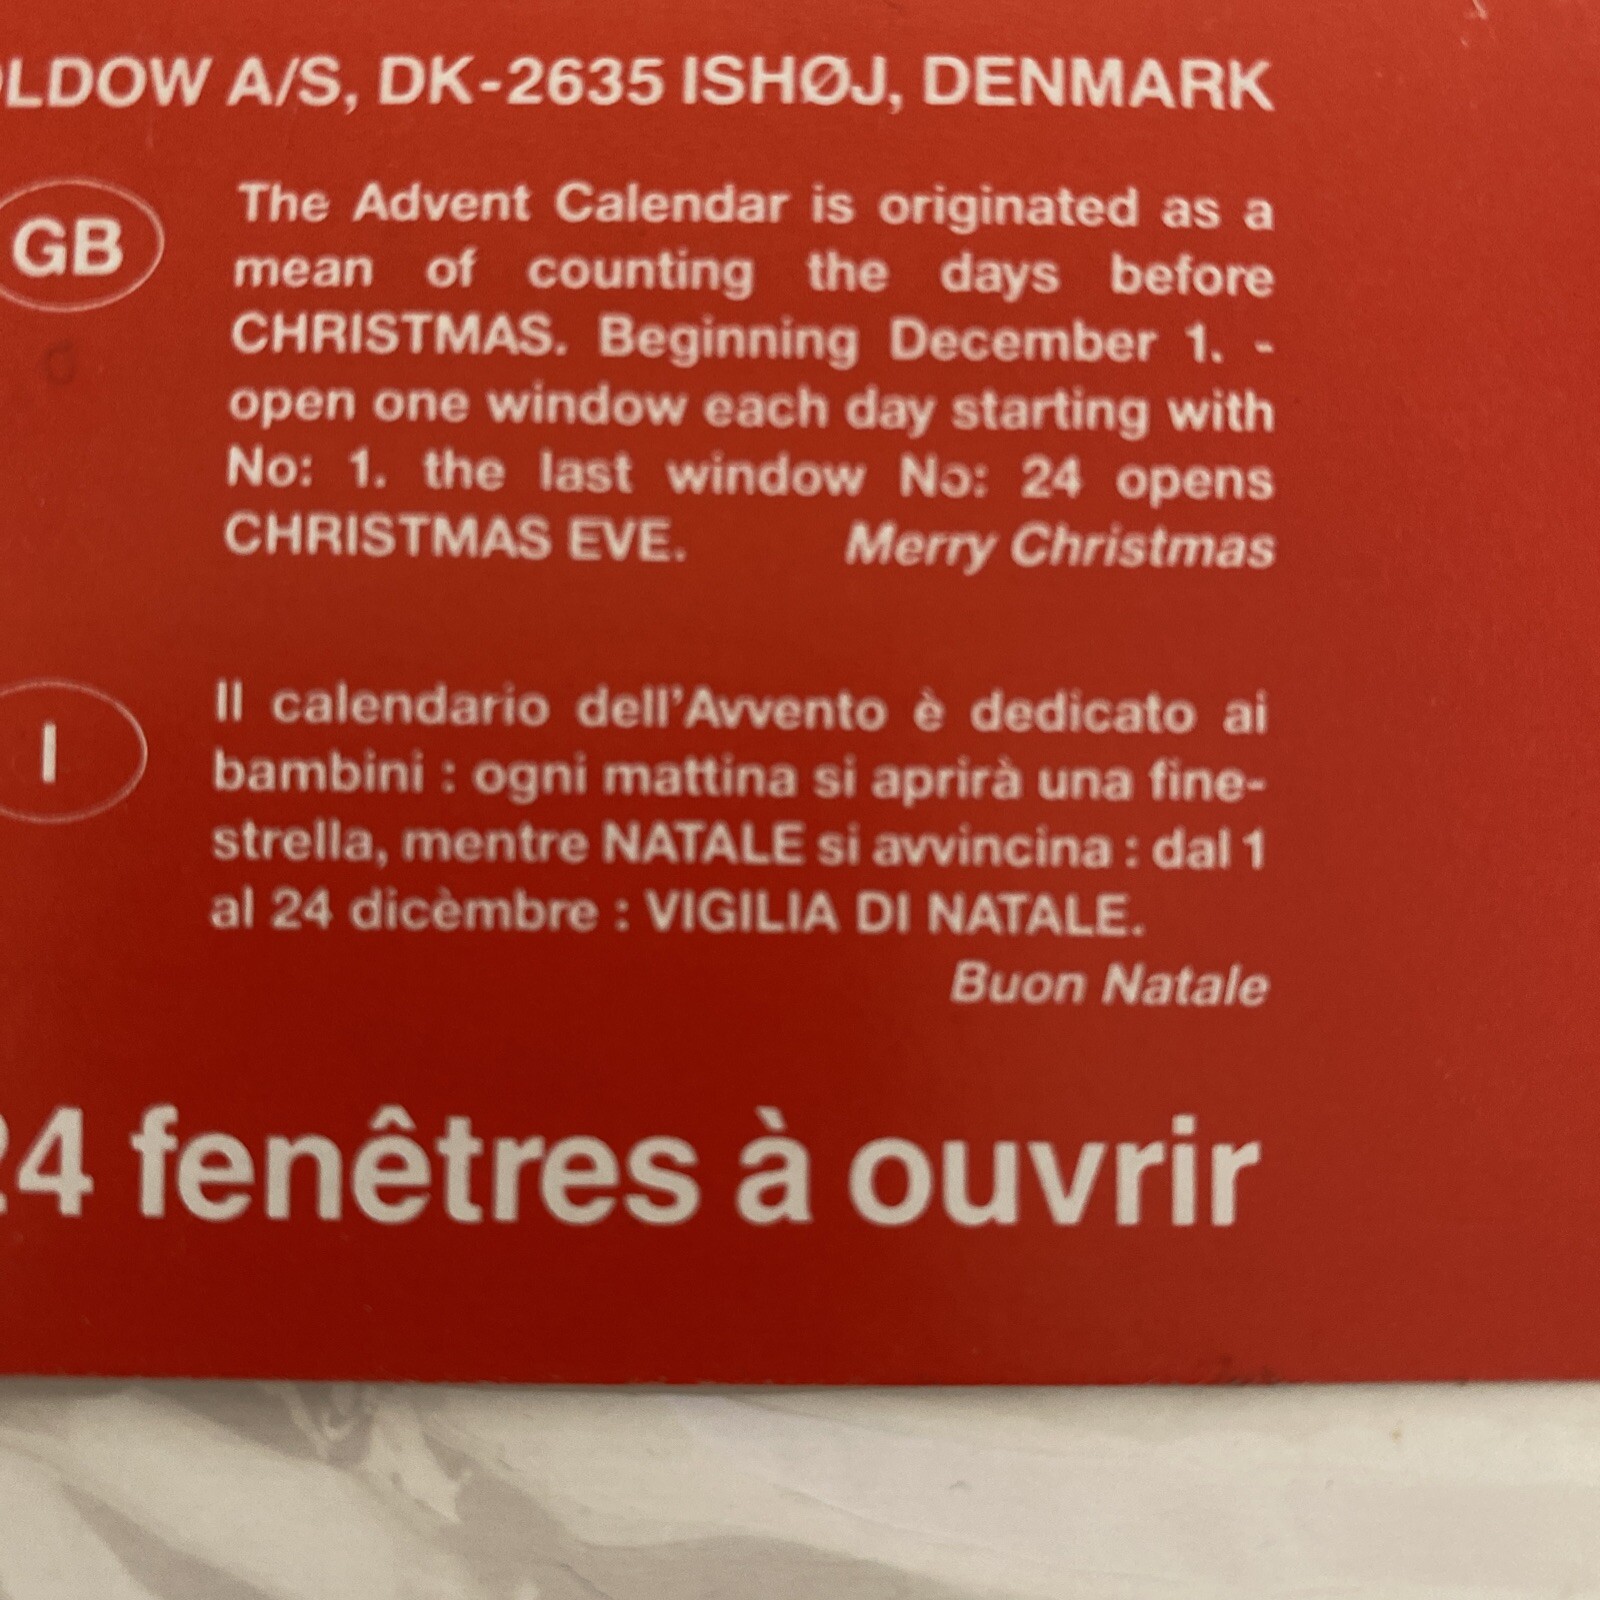 OLDOW A/S, DK-2635 ISHØJ, DENMARK
GB
The Advent Calendar is originated as a
mean of counting the days before
CHRISTMAS. Beginning December 1. -
open one window each day starting with
No: 1. the last window No: 24 opens
CHRISTMAS EVE. Merry Christmas
I
Il calendario dell'Avvento è dedicato ai
bambini : ogni mattina si aprirà una fine-
strella, mentre NATALE si avvincina : dal 1
al 24 dicèmbre : VIGILIA DI NATALE.
Buon Natale
24 fenêtres à ouvrir